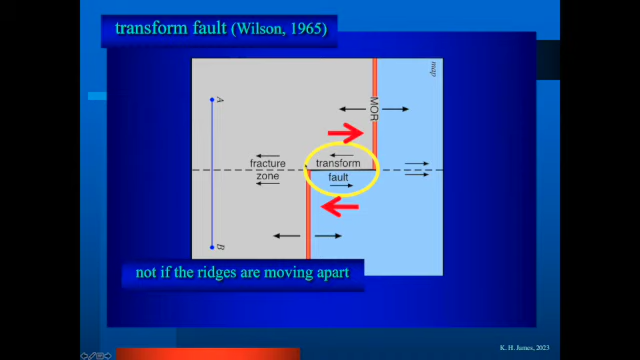 transform fault (Wilson, 1965)
map
A
MOR
fracture
zone
transform
fault
B
not if the ridges are moving apart
K. H. James, 2023